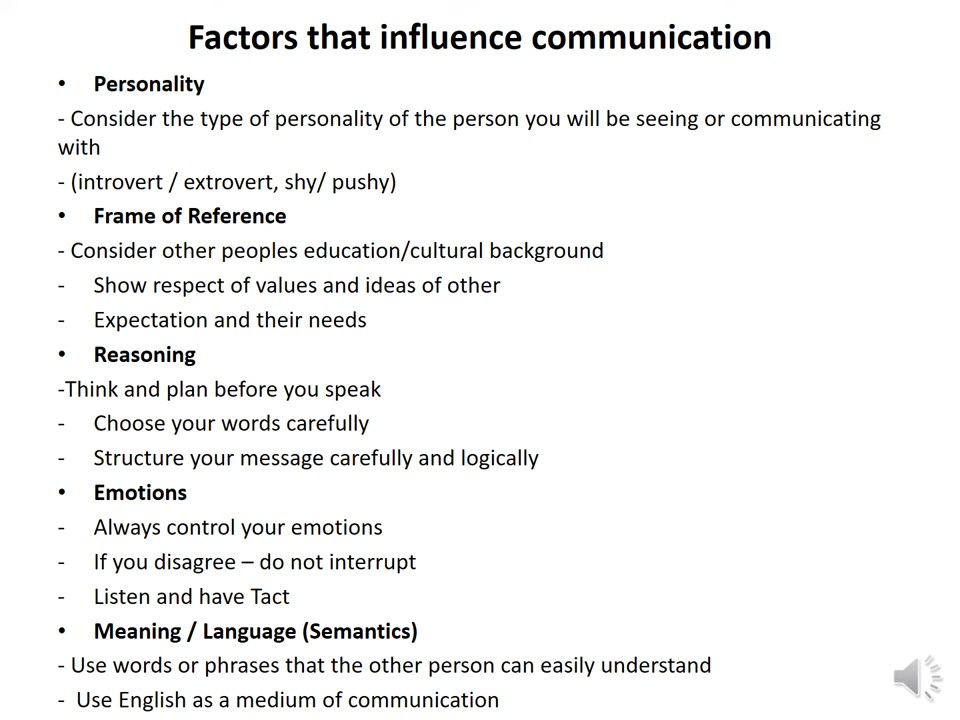 Factors that influence communication
• Personality
- Consider the type of personality of the person you will be seeing or communicating
with
- (introvert / extrovert, shy/ pushy)
• Frame of Reference
- Consider other peoples education/cultural background
- Show respect of values and ideas of other
- Expectation and their needs
• Reasoning
-Think and plan before you speak
- Choose your words carefully
- Structure your message carefully and logically
• Emotions
- Always control your emotions
- If you disagree – do not interrupt
- Listen and have Tact
• Meaning / Language (Semantics)
- Use words or phrases that the other person can easily understand
- Use English as a medium of communication